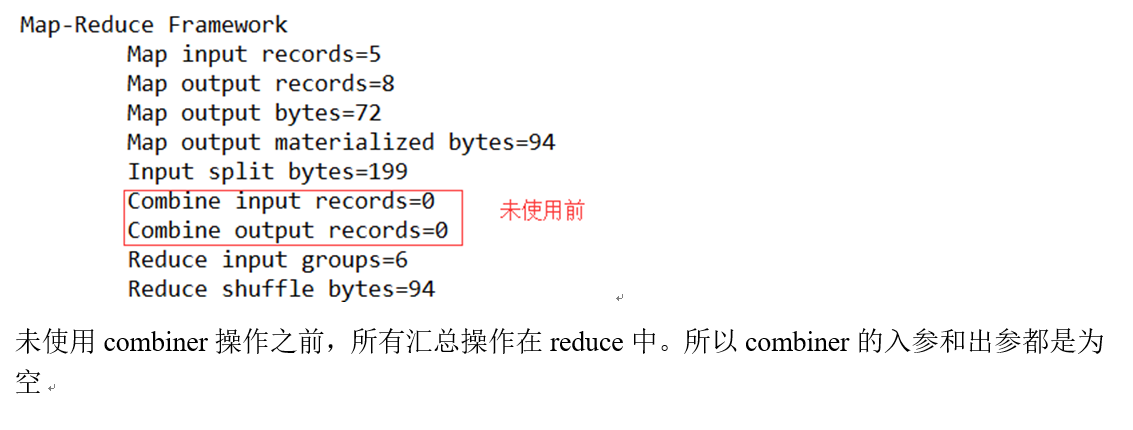 Map-Reduce Framework
Map input records=5
Map output records=8
Map output bytes=72
Map output materialized bytes=94
Input split bytes=199
Combine input records=0
未使用前
Combine output records=0
Reduce input groups=6
Reduce shuffle bytes=94
未使用 combiner 操作之前，所有汇总操作在 reduce 中。所以 combiner 的入参和出参都是为
空